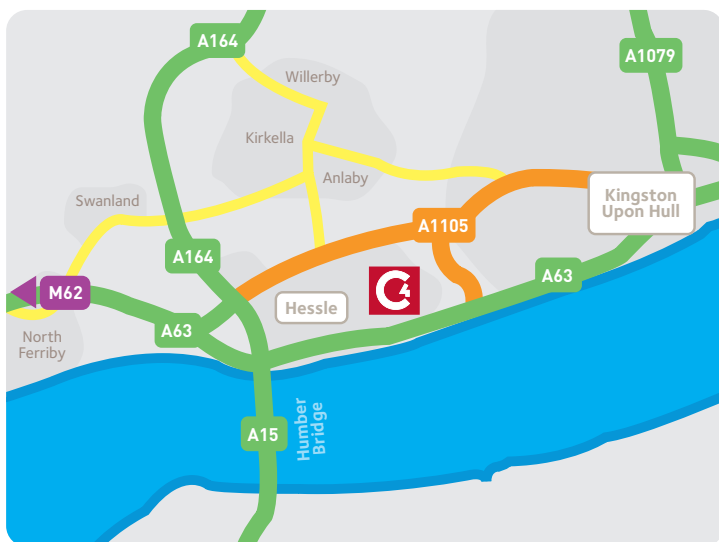 A164
A1079
Willerby
Kirkella
Anlaby
Swanland
Kingston
Upon Hull
A1105
A164
A63
M62
C4
Hessle
A63
North
Ferriby
Humber
Bridge
A15